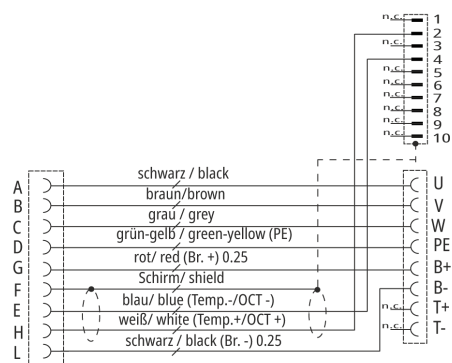 n.c. 1
2
n.c. 3
4
n.c. 5
n.c. 6
n.c. 7
n.c. 8
n.c. 9
n.c. 10
A schwarz / black U
B braun/brown V
C grau / grey W
D grün-gelb / green-yellow (PE) PE
G rot/ red (Br. +) 0.25 B+
F Schirm/ shield B-
E blau/ blue (Temp.-/OCT -) n.c. T+
H weiß/ white (Temp.+/OCT +) n.c. T-
L schwarz / black (Br. -) 0.25